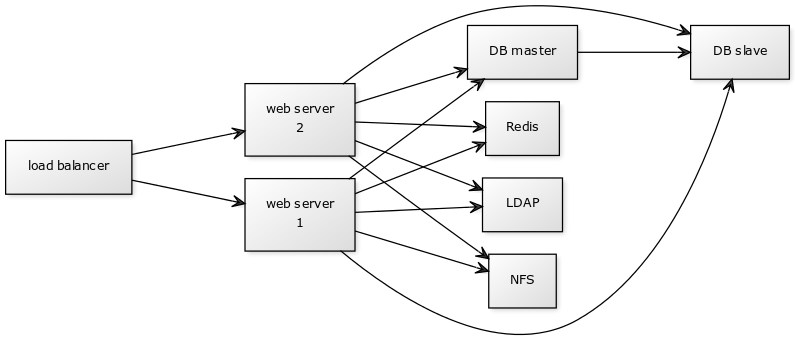 load balancer
web server
2
web server
1
DB master
Redis
LDAP
NFS
DB slave